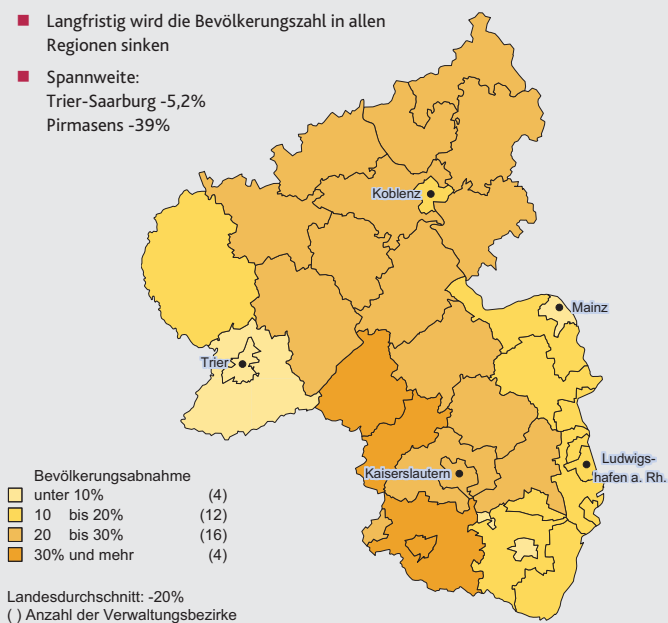 Langfristig wird die Bevölkerungszahl in allen
Regionen sinken
Spannweite:
Trier-Saarburg -5,2%
Pirmasens -39%
Koblenz
Mainz
Trier
Ludwigs-
hafen a. Rh.
Kaiserslautern
Bevölkerungsabnahme
unter 10% (4)
10 bis 20% (12)
20 bis 30% (16)
30% und mehr (4)
Landesdurchschnitt: -20%
( ) Anzahl der Verwaltungsbezirke